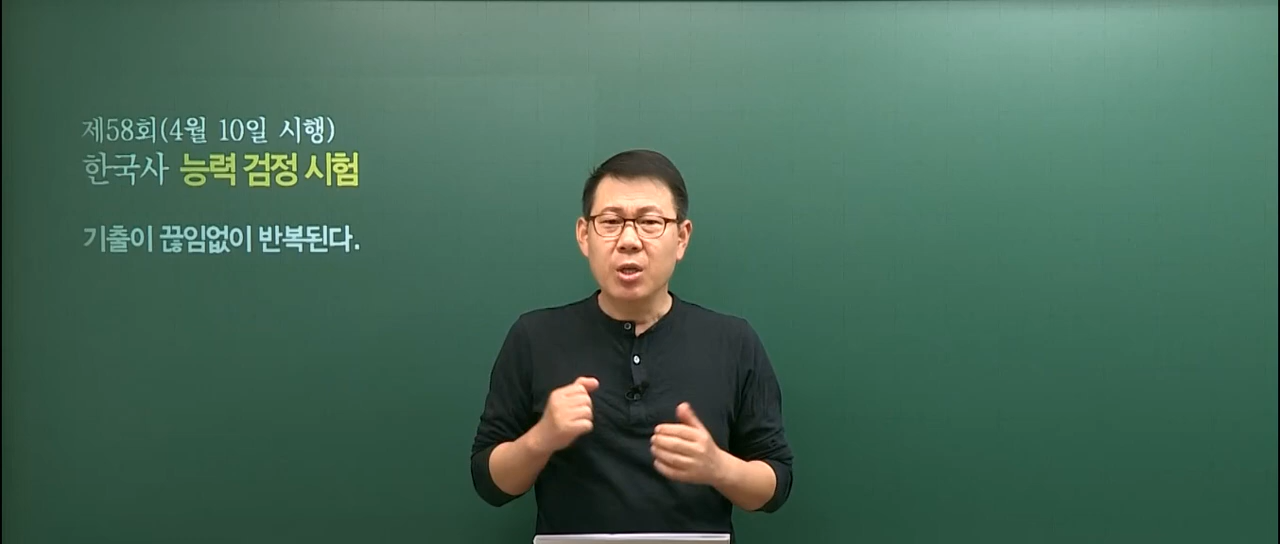 제58회(4월 10일 시행)
한국사 능력 검정 시험
기출이 끊임없이 반복된다.